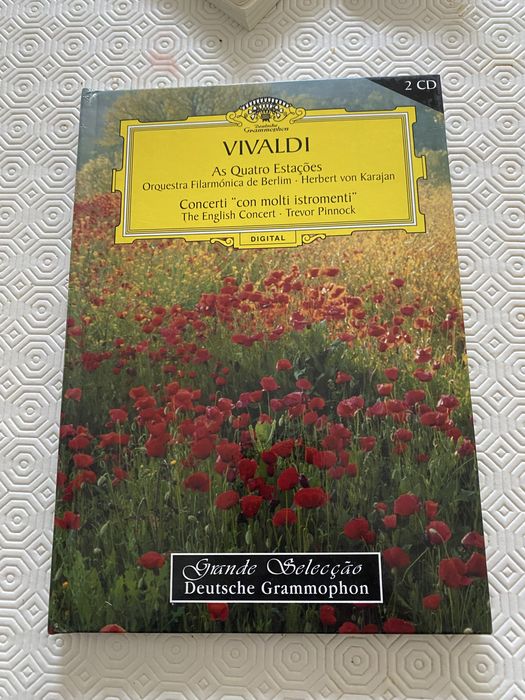 2 CD
Deutsche
Grammophon
VIVALDI
As Quatro Estações
Orquestra Filarmónica de Berlim · Herbert von Karajan
Concerti "con molti istromenti"
The English Concert · Trevor Pinnock
DIGITAL
Grande Selecção
Deutsche Grammophon